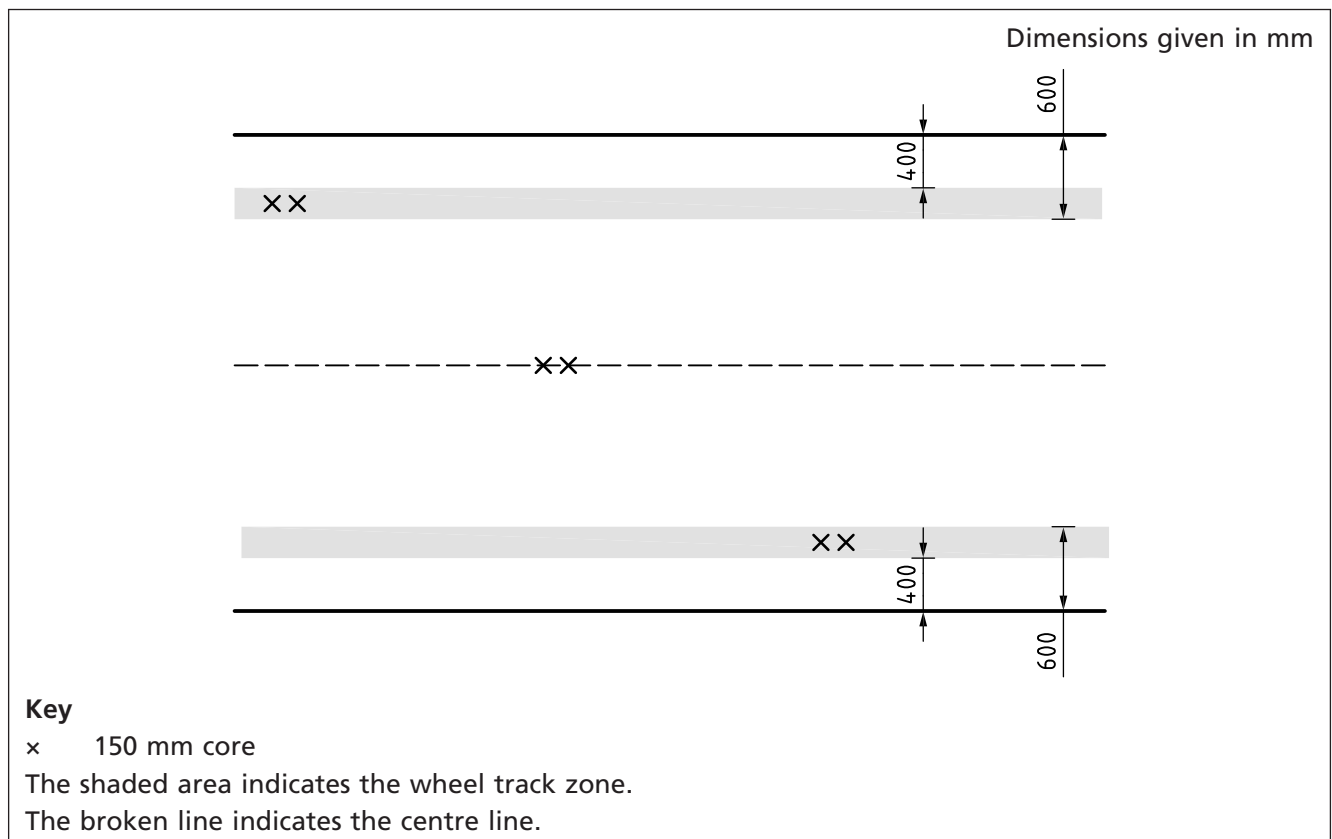 Dimensions given in mm
600
400
400
600
Key
× 150 mm core
The shaded area indicates the wheel track zone.
The broken line indicates the centre line.